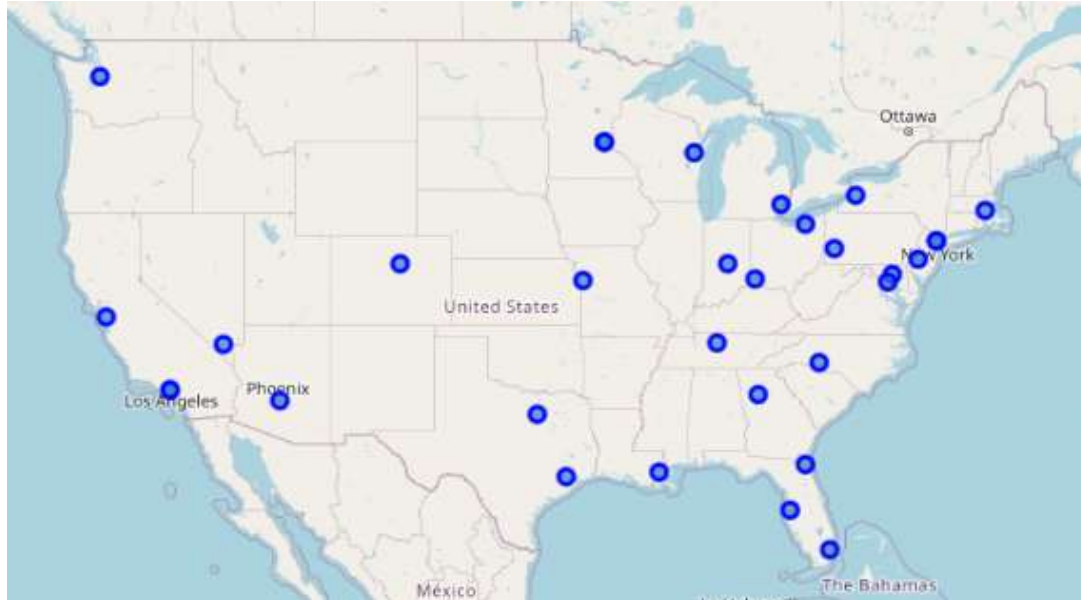 Ottawa
New York
United States
Phoenix
Los Angeles
México
The Bahamas